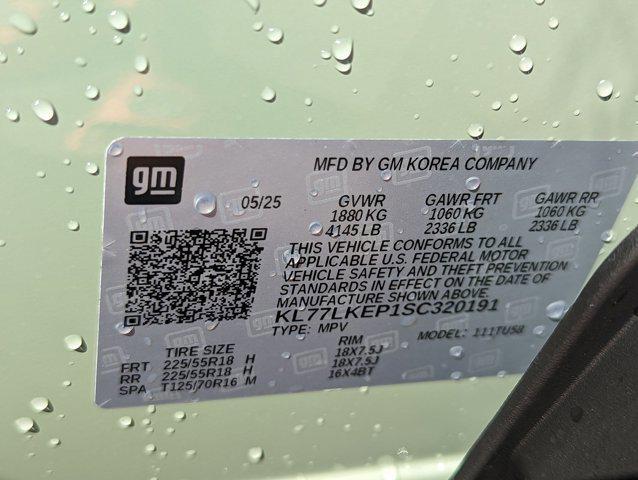 gm
MFD BY GM KOREA COMPANY
05/25 GVWR GAWR FRT GAWR RR
1880 KG 1060 KG 1060 KG
4145 LB 2336 LB 2336 LB
THIS VEHICLE CONFORMS TO ALL
APPLICABLE U.S. FEDERAL MOTOR
VEHICLE SAFETY AND THEFT PREVENTION
STANDARDS IN EFFECT ON THE DATE OF
MANUFACTURE SHOWN ABOVE.
KL77LKEP1SC320191
TYPE: MPV MODEL: 111TU58
TIRE SIZE RIM
FRT 225/55R18 H 18X7.5J
RR 225/55R18 H 18X7.5J
SPA T125/70R16 M 16X4BT